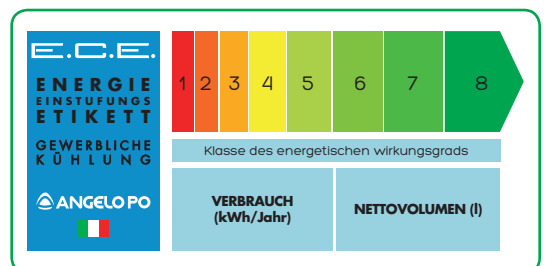 E.C.E.
ENERGIE
EINSTUFUNGS
ETIKETT
GEWERBLICHE
KÜHLUNG
ANGELO PO
1 2 3 4 5 6 7 8
Klasse des energetischen wirkungsgrads
VERBRAUCH
(kWh/Jahr)
NETTOVOLUMEN (l)